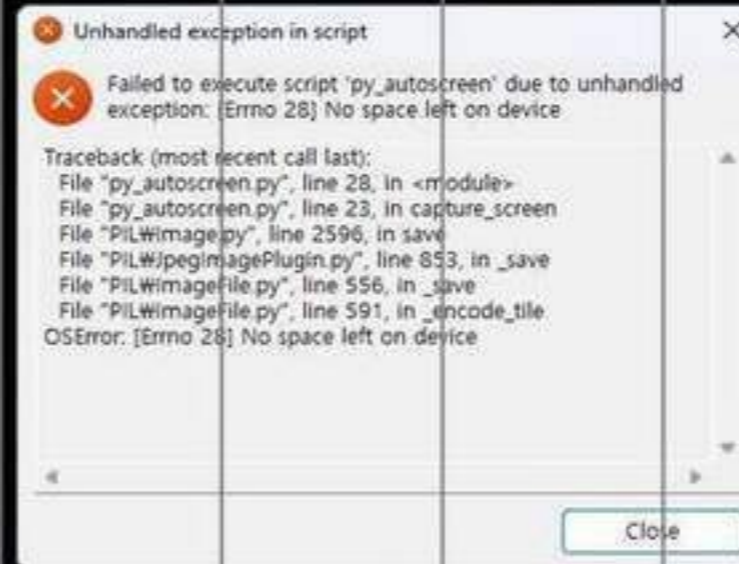 Unhandled exception in script
Failed to execute script 'py_autoscreen' due to unhandled
exception: [Errno 28] No space left on device
Traceback (most recent call last):
File "py_autoscreen.py", line 28, in <module>
File "py_autoscreen.py", line 23, in capture_screen
File "PIL₩Image.py", line 2596, in save
File "PIL₩JpegImagePlugin.py", line 853, in _save
File "PIL₩ImageFile.py", line 556, in _save
File "PIL₩ImageFile.py", line 591, in _encode_tile
OSError: [Errno 28] No space left on device
Close